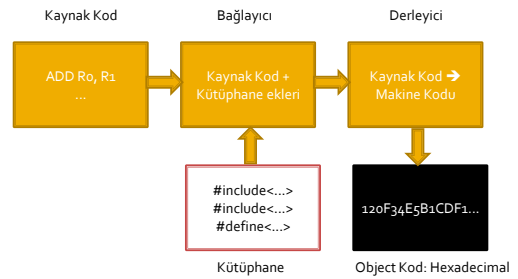 Kaynak Kod
Bağlayıcı
Derleyici
ADD R0, R1
...
Kaynak Kod +
Kütüphane ekleri
Kaynak Kod →
Makine Kodu
#include<...>
#include<...>
#define<...>
120F34E5B1CDF1...
Kütüphane
Object Kod: Hexadecimal